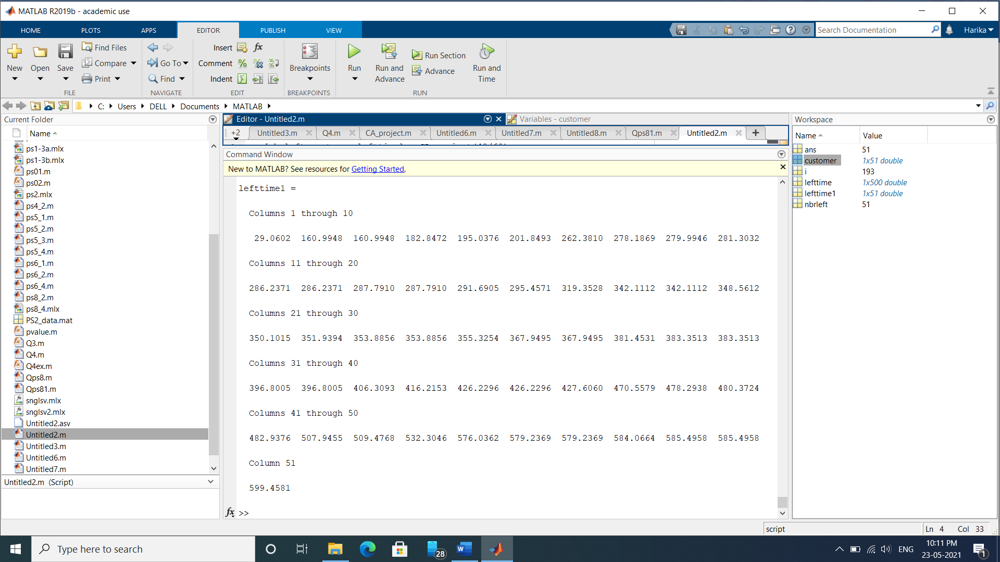 MATLAB R2019b - academic use
HOME PLOTS APPS EDITOR PUBLISH VIEW
Search Documentation
Harika
New
Open
Save
Find Files
Compare
Print
FILE
Go To
Find
NAVIGATE
Insert
Comment
Indent
EDIT
Breakpoints
BREAKPOINTS
Run
Run and
Advance
Run Section
Advance
Run and
Time
RUN
C: Users DELL Documents MATLAB
Current Folder
Name
ps1-3a.mlx
ps1-3b.mlx
ps01.m
ps02.m
ps2.mlx
ps4_2.m
ps5_1.m
ps5_2.m
ps5_3.m
ps5_4.m
ps6_1.m
ps6_2.m
ps6_4.m
ps8_2.m
ps8_4.mlx
PS2_data.mat
pvalue.m
Q3.m
Q4.m
Q4ex.m
Qps8.m
Qps81.m
snglsv.mlx
snglsv2.mlx
Untitled2.asv
Untitled2.m
Untitled3.m
Untitled6.m
Untitled7.m
Untitled2.m (Script)
Editor - Untitled2.m
Variables - customer
+2 Untitled3.m Q4.m CA_project.m Untitled6.m Untitled7.m Untitled8.m Qps81.m Untitled2.m
Command Window
New to MATLAB? See resources for Getting Started.
lefttime1 =
Columns 1 through 10
29.0602 160.9948 160.9948 182.8472 195.0376 201.8493 262.3810 278.1869 279.9946 281.3032
Columns 11 through 20
286.2371 286.2371 287.7910 287.7910 291.6905 295.4571 319.3528 342.1112 342.1112 348.5612
Columns 21 through 30
350.1015 351.9394 353.8856 353.8856 355.3254 367.9495 367.9495 381.4531 383.3513 383.3513
Columns 31 through 40
396.8005 396.8005 406.3093 416.2153 426.2296 426.2296 427.6060 470.5579 478.2938 480.3724
Columns 41 through 50
482.9376 507.9455 509.4768 532.3046 576.0362 579.2369 579.2369 584.0664 585.4958 585.4958
Column 51
599.4581
fx >>
Workspace
Name Value
ans 51
customer 1x51 double
i 193
lefttime 1x500 double
lefttime1 1x51 double
nbrleft 51
script
Ln 4 Col 33
Type here to search
28
ENG
10:11 PM
23-05-2021
1